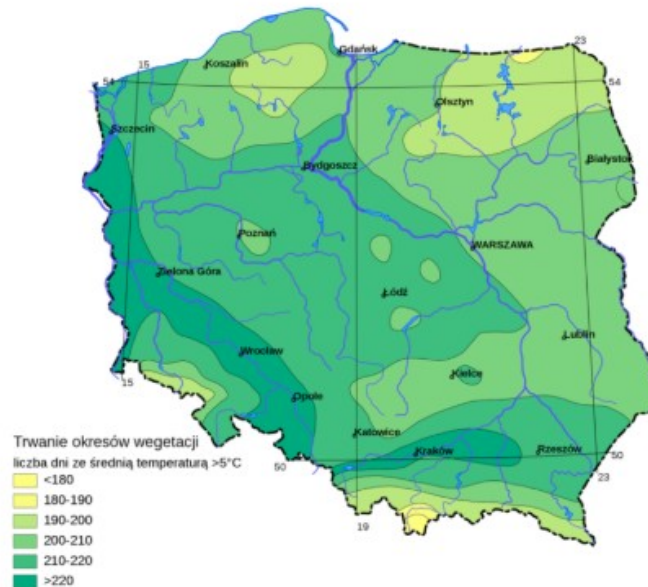 23
Gdańsk
15
Koszalin
54
54
Olsztyn
Szczecin
Białystok
Bydgoszcz
Poznań
WARSZAWA
Zielona Góra
Łódź
Lublin
Wrocław
Kielce
15
Opole
Katowice
Kraków
Rzeszów
50
50
23
19
Trwanie okresów wegetacji
liczba dni ze średnią temperaturą >5°C
<180
180-190
190-200
200-210
210-220
>220